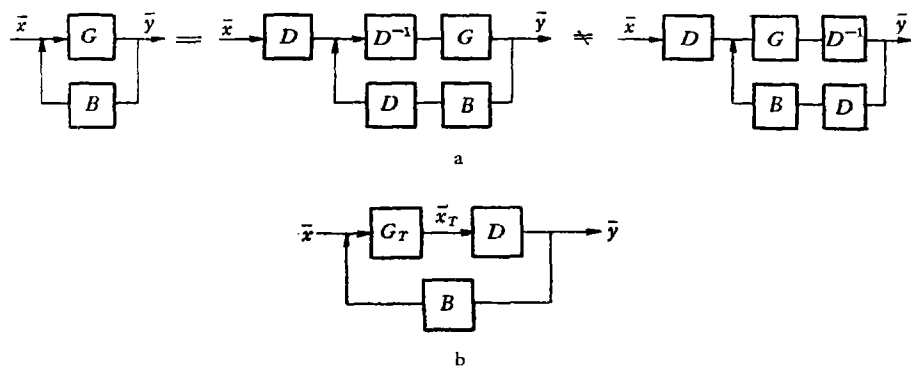 x̄ G ȳ = x̄ D D⁻¹ G ȳ ≠ x̄ D G D⁻¹ ȳ
B D B B D
a
x̄ G_T x̄_T D ȳ
B
b